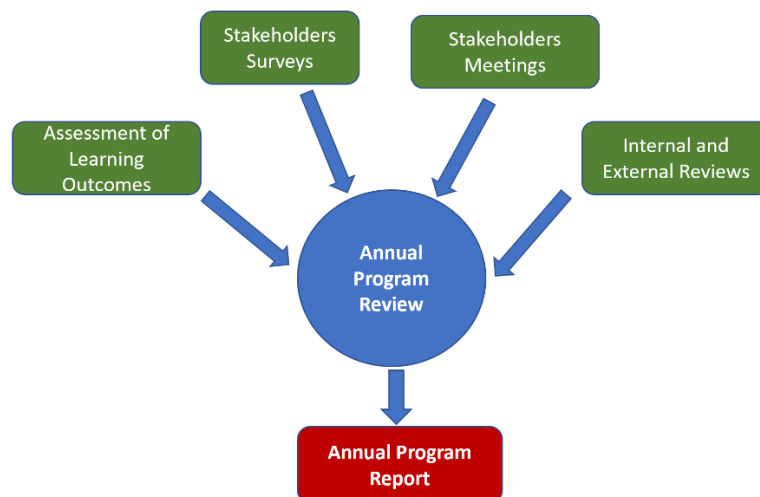 Stakeholders
Surveys
Stakeholders
Meetings
Assessment of
Learning
Outcomes
Internal and
External Reviews
Annual
Program
Review
Annual Program
Report